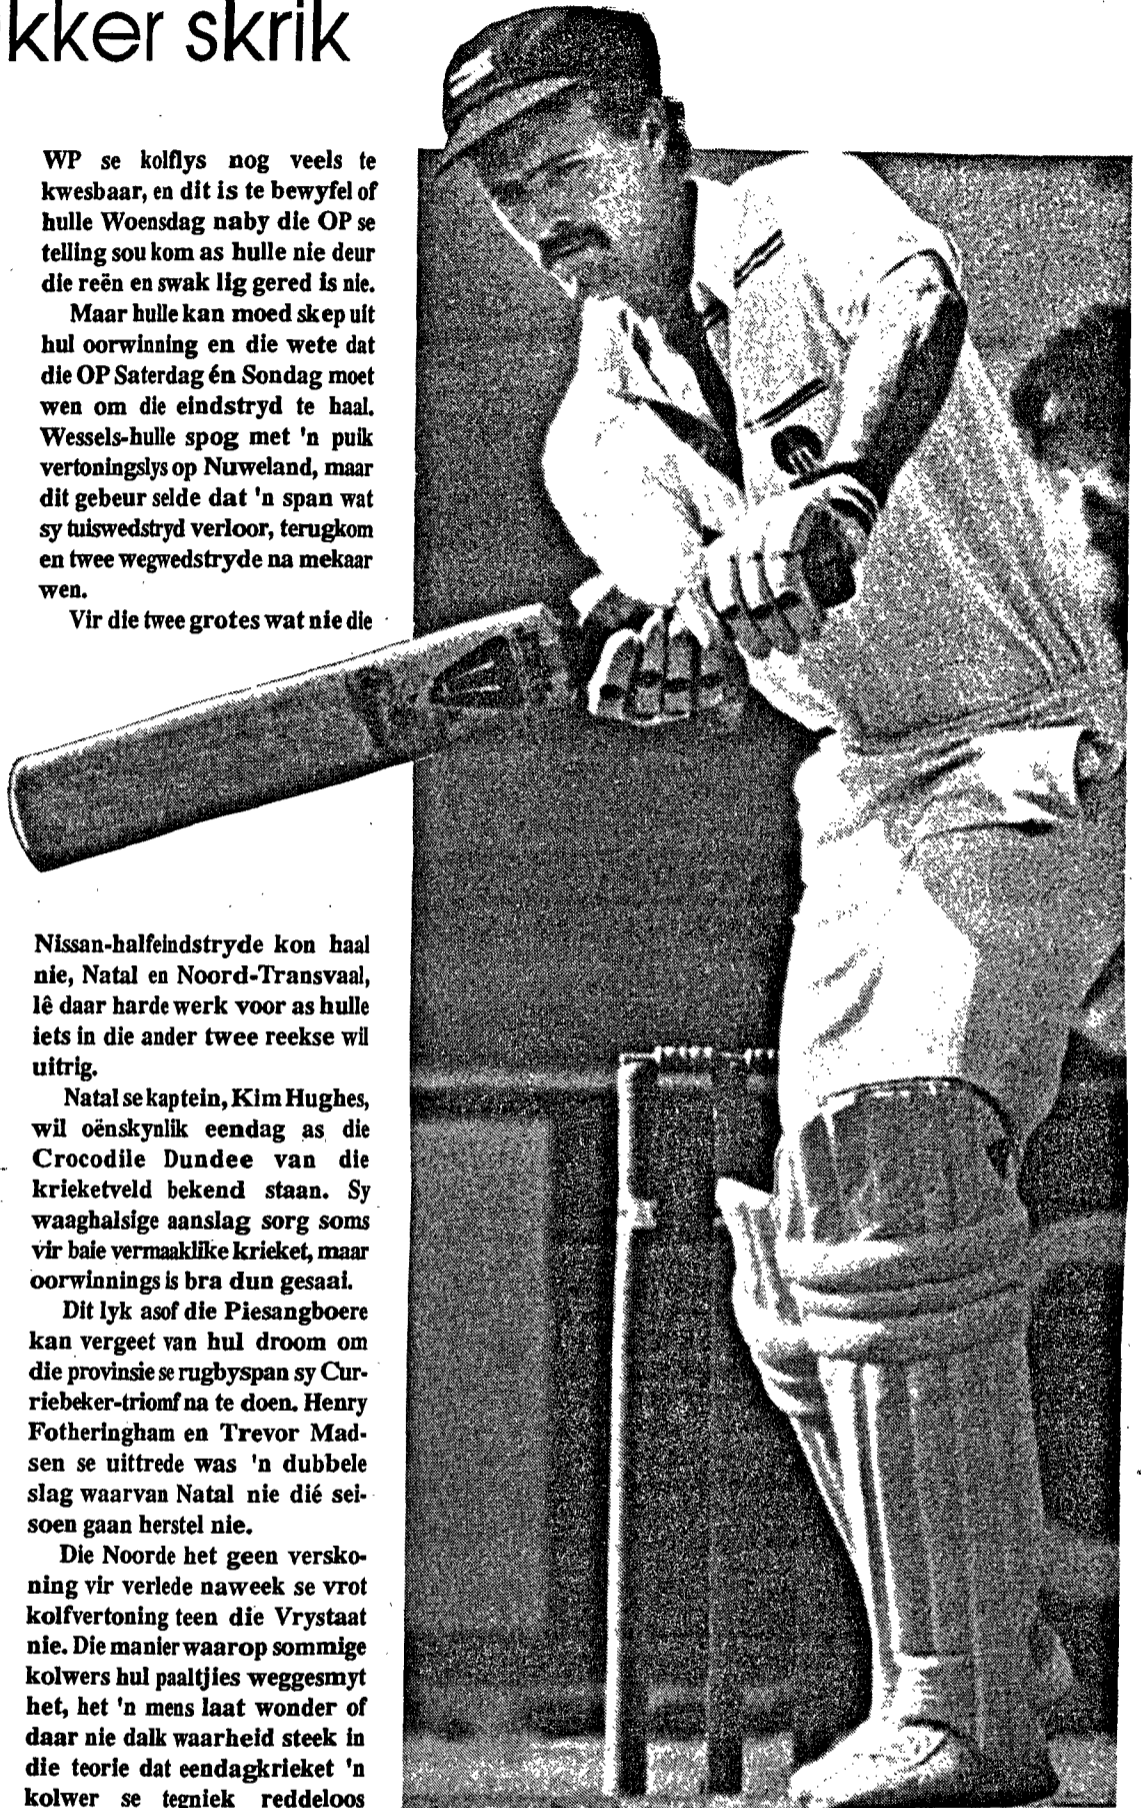 kker skrik
WP se kolflys nog veels te
kwesbaar, en dit is te bewyfel of
hulle Woensdag naby die OP se
telling sou kom as hulle nie deur
die reën en swak lig gered is nie.
Maar hulle kan moed skep uit
hul oorwinning en die wete dat
die OP Saterdag én Sondag moet
wen om die eindstryd te haal.
Wessels-hulle spog met 'n puik
vertoningslys op Nuweland, maar
dit gebeur selde dat 'n span wat
sy tuiswedstryd verloor, terugkom
en twee wegwedstryde na mekaar
wen.
Vir die twee grotes wat nie die
Nissan-halfeindstryde kon haal
nie, Natal en Noord-Transvaal,
lê daar harde werk voor as hulle
iets in die ander twee reekse wil
uitrig.
Natal se kaptein, Kim Hughes,
wil oënskynlik eendag as die
Crocodile Dundee van die
krieketveld bekend staan. Sy
waaghalsige aanslag sorg soms
vir baie vermaaklike krieket, maar
oorwinnings is bra dun gesaai.
Dit lyk asof die Piesangboere
kan vergeet van hul droom om
die provinsie se rugbyspan sy Cur-
riebeker-triomf na te doen. Henry
Fotheringham en Trevor Mad-
sen se uittrede was 'n dubbele
slag waarvan Natal nie dié sei-
soen gaan herstel nie.
Die Noorde het geen versko-
ning vir verlede naweek se vrot
kolfvertoning teen die Vrystaat
nie. Die manier waarop sommige
kolwers hul paaltjies weggesmyt
het, het 'n mens laat wonder of
daar nie dalk waarheid steek in
die teorie dat eendagkrieket 'n
kolwer se tegniek reddeloos